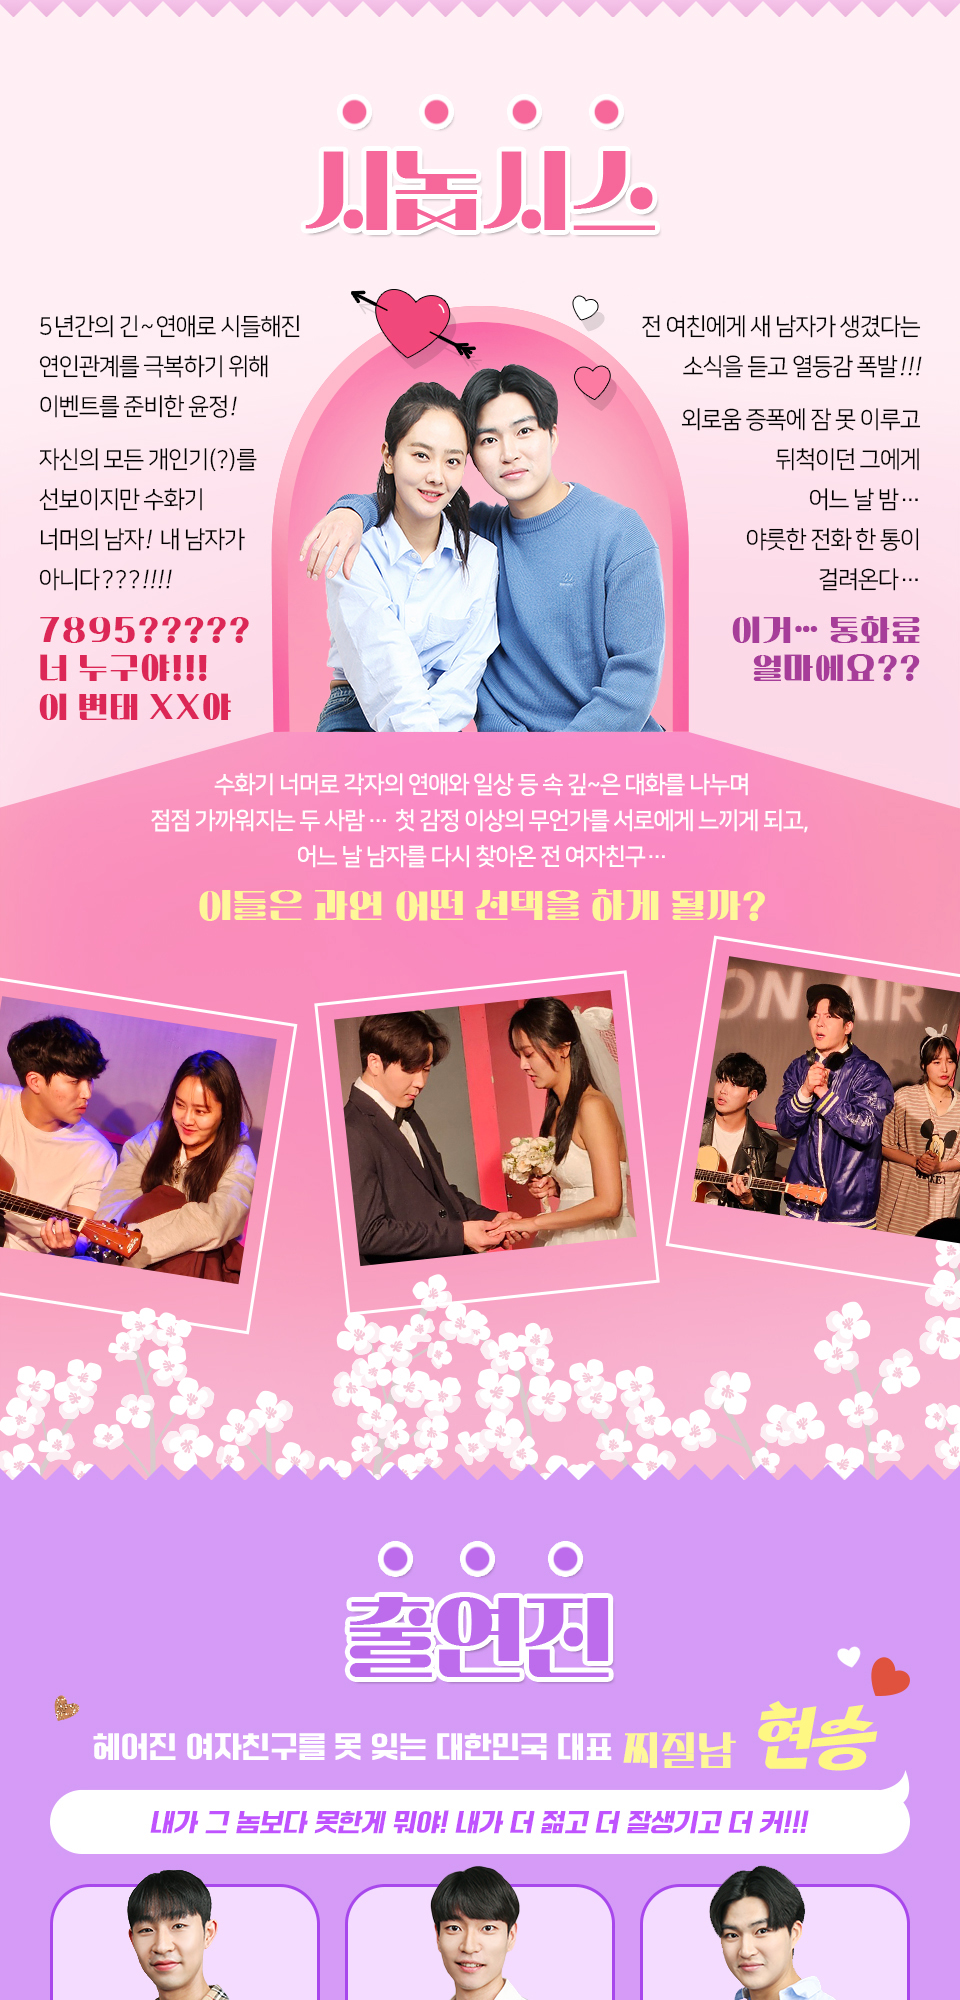 시놉시스
5년간의 긴~연애로 시들해진
연인관계를 극복하기 위해
이벤트를 준비한 윤정!
자신의 모든 개인기(?)를
선보이지만 수화기
너머의 남자! 내 남자가
아니다???!!!!
7895?????
너 누구야!!!
이 변태 XX야
전 여친에게 새 남자가 생겼다는
소식을 듣고 열등감 폭발!!!
외로움 증폭에 잠 못 이루고
뒤척이던 그에게
어느 날 밤…
야릇한 전화 한 통이
걸려온다…
이거… 통화료
얼마에요??
수화기 너머로 각자의 연애와 일상 등 속 깊~은 대화를 나누며
점점 가까워지는 두 사람… 첫 감정 이상의 무언가를 서로에게 느끼게 되고,
어느 날 남자를 다시 찾아온 전 여자친구…
이들은 과연 어떤 선택을 하게 될까?
ON AIR
출연진
헤어진 여자친구를 못 잊는 대한민국 대표 찌질남 현승
내가 그 놈보다 못한게 뭐야! 내가 더 젊고 더 잘생기고 더 커!!!